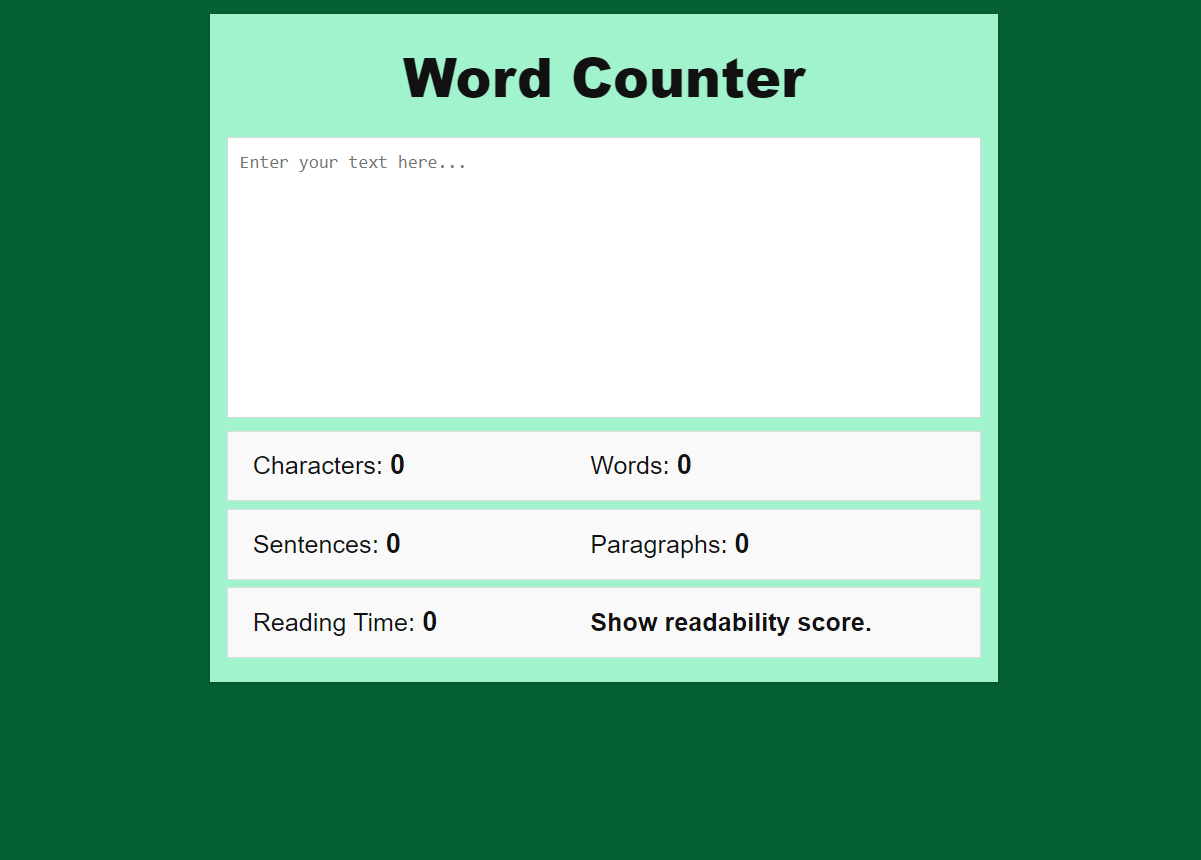 Word Counter
Enter your text here...
Characters: 0 Words: 0
Sentences: 0 Paragraphs: 0
Reading Time: 0 Show readability score.